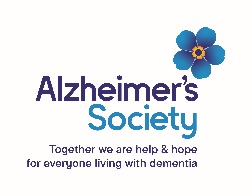 Alzheimer's
Society
Together we are help & hope
for everyone living with dementia